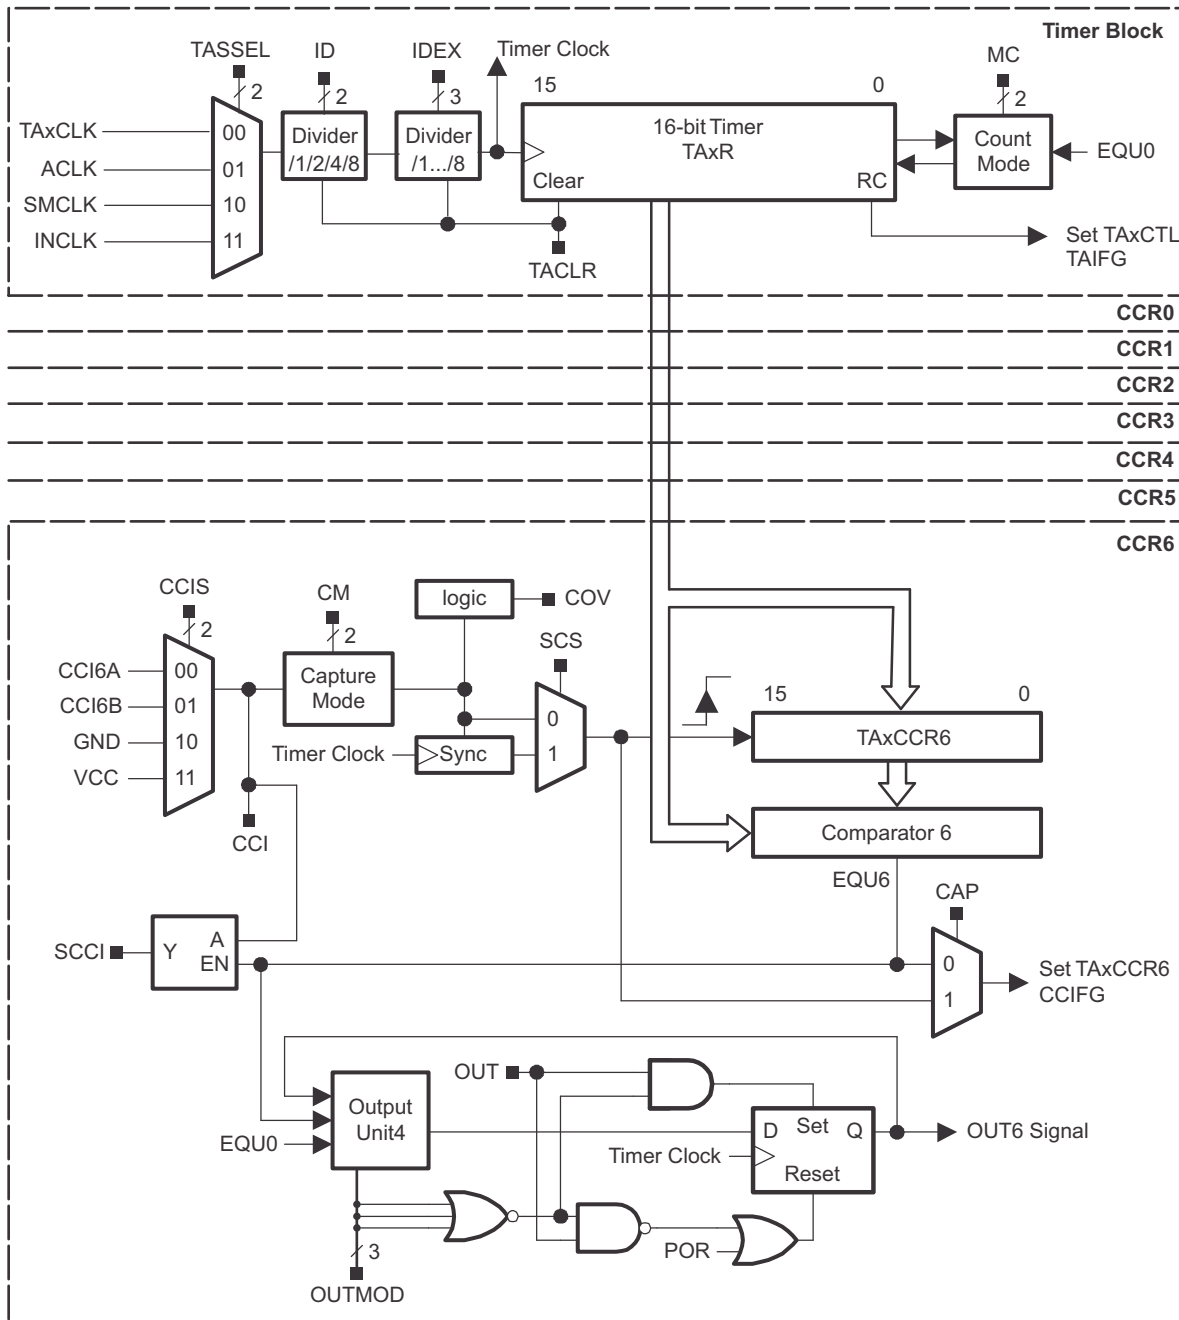 Timer Block
TASSEL
ID
IDEX
Timer Clock
MC
15
0
2
2
3
2
TAxCLK
ACLK
SMCLK
INCLK
00
01
10
11
Divider
/1/2/4/8
Divider
/1.../8
16-bit Timer
TAxR
Clear
RC
Count
Mode
EQU0
TACLR
Set TAxCTL
TAIFG
CCR0
CCR1
CCR2
CCR3
CCR4
CCR5
CCR6
CCIS
CM
logic
COV
2
2
SCS
CCI6A
CCI6B
GND
VCC
00
01
10
11
Capture
Mode
15
0
0
1
Timer Clock
Sync
TAxCCR6
CCI
Comparator 6
EQU6
CAP
SCCI
Y
A
EN
0
1
Set TAxCCR6
CCIFG
OUT
Output
Unit4
EQU0
D
Set
Q
Timer Clock
Reset
OUT6 Signal
3
POR
OUTMOD